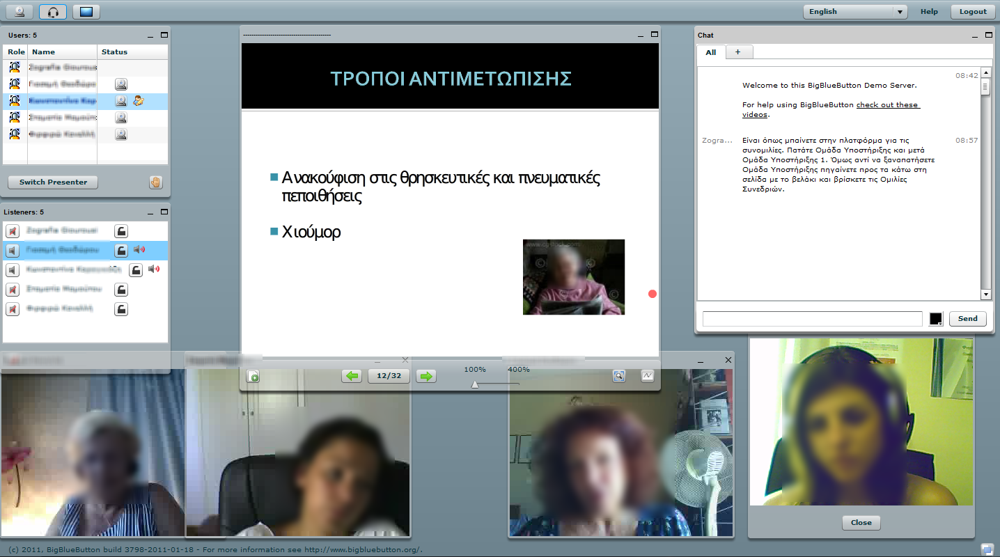 English
Help
Logout
Users: 5
Role Name Status
Switch Presenter
Listeners: 5
ΤΡΟΠΟΙ ΑΝΤΙΜΕΤΩΠΙΣΗΣ
Ανακούφιση στις θρησκευτικές και πνευματικές
πεποιθήσεις
Χιούμορ
12/32
100%
400%
Chat
All
+
08:42
Welcome to this BigBlueButton Demo Server.
For help using BigBlueButton check out these
videos.
Zogra... Είναι όπως μπαίνετε στην πλατφόρμα για τις 08:57
συνομιλίες. Πατάτε Ομάδα Υποστήριξης και μετά
Ομάδα Υποστήριξης 1. Όμως αντί να ξαναπατήσετε
Ομάδα Υποστήριξης πηγαίνετε προς τα κάτω στη
σελίδα με το βελάκι και βρίσκετε τις Ομιλίες
Συνεδριών.
Send
Close
(c) 2011, BigBlueButton build 3798-2011-01-18 - For more information see http://www.bigbluebutton.org/.